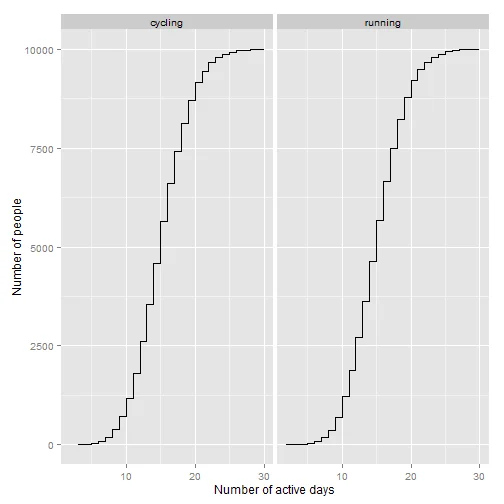 cycling running
10000
7500
5000
2500
0
Number of people
10 20 30 10 20 30
Number of active days